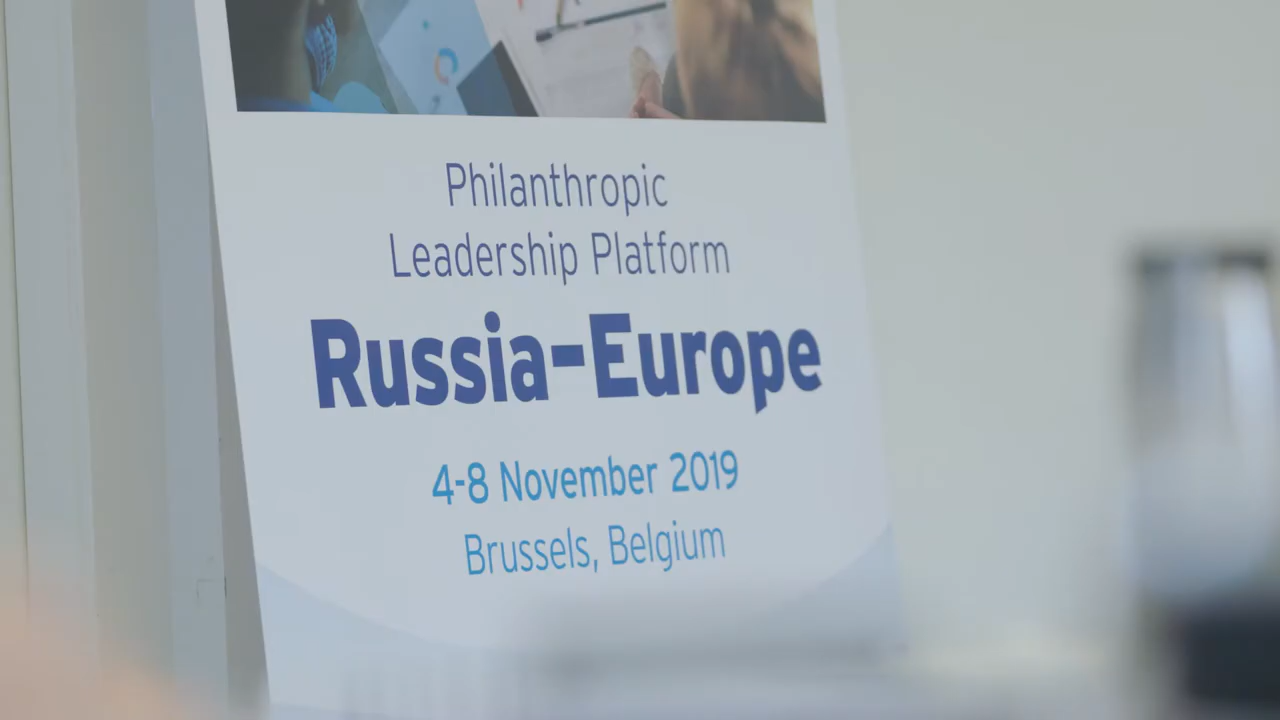 Philanthropic
Leadership Platform
Russia-Europe
4-8 November 2019
Brussels, Belgium